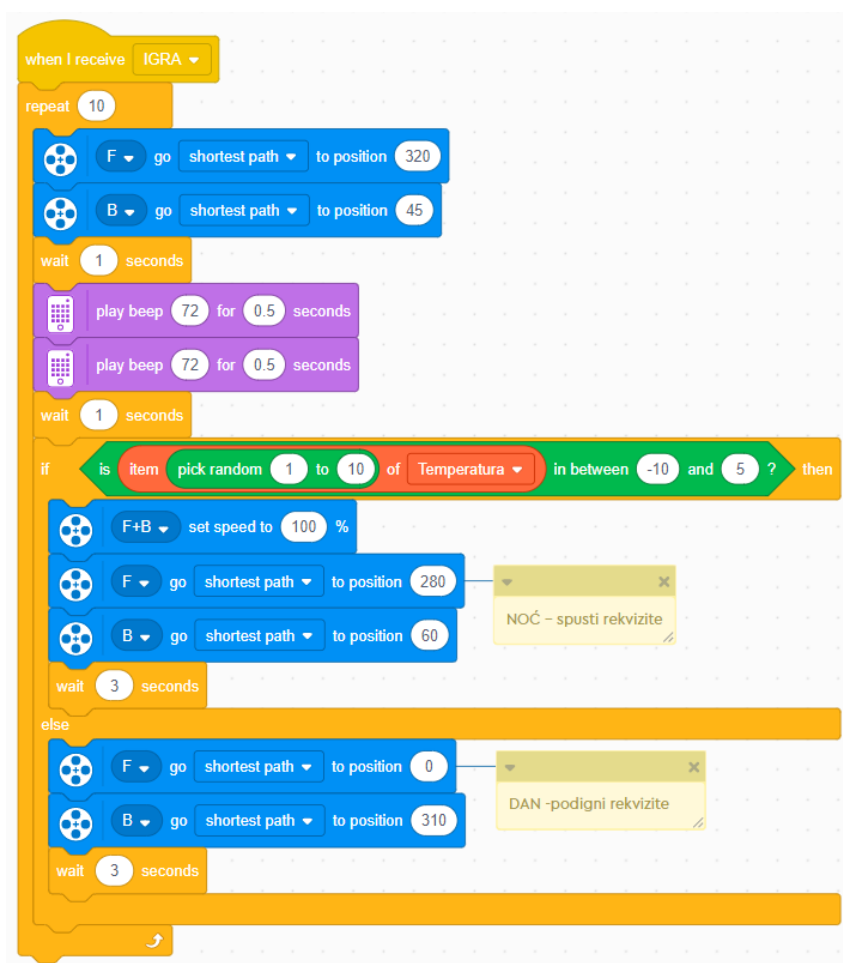 when I receive IGRA
repeat 10
F go shortest path to position 320
B go shortest path to position 45
wait 1 seconds
play beep 72 for 0.5 seconds
play beep 72 for 0.5 seconds
wait 1 seconds
if is item pick random 1 to 10 of Temperatura in between -10 and 5 ? then
F+B set speed to 100 %
F go shortest path to position 280
NOĆ – spusti rekvizite
B go shortest path to position 60
wait 3 seconds
else
F go shortest path to position 0
DAN -podigni rekvizite
B go shortest path to position 310
wait 3 seconds